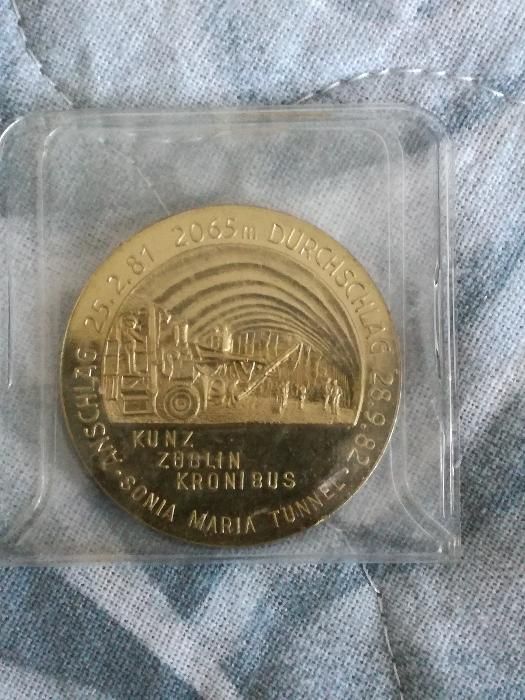 ANSCHLAG 25.2.81 2065m DURCHSCHLAG 28.9.82
KUNZ
ZÜBLIN
KRONIBUS
· SONIA MARIA TUNNEL ·